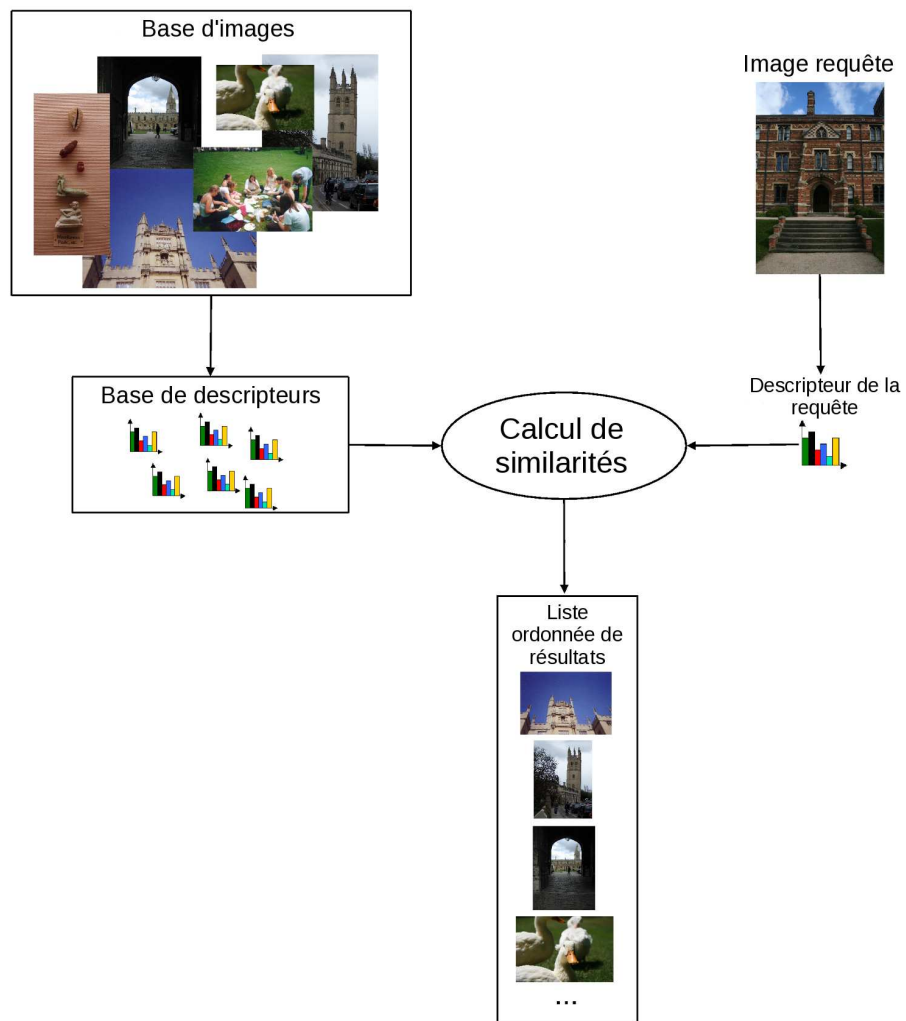 Base d'images
Image requête
Base de descripteurs
Descripteur de la
requête
Calcul de
similarités
Liste
ordonnée de
résultats
...